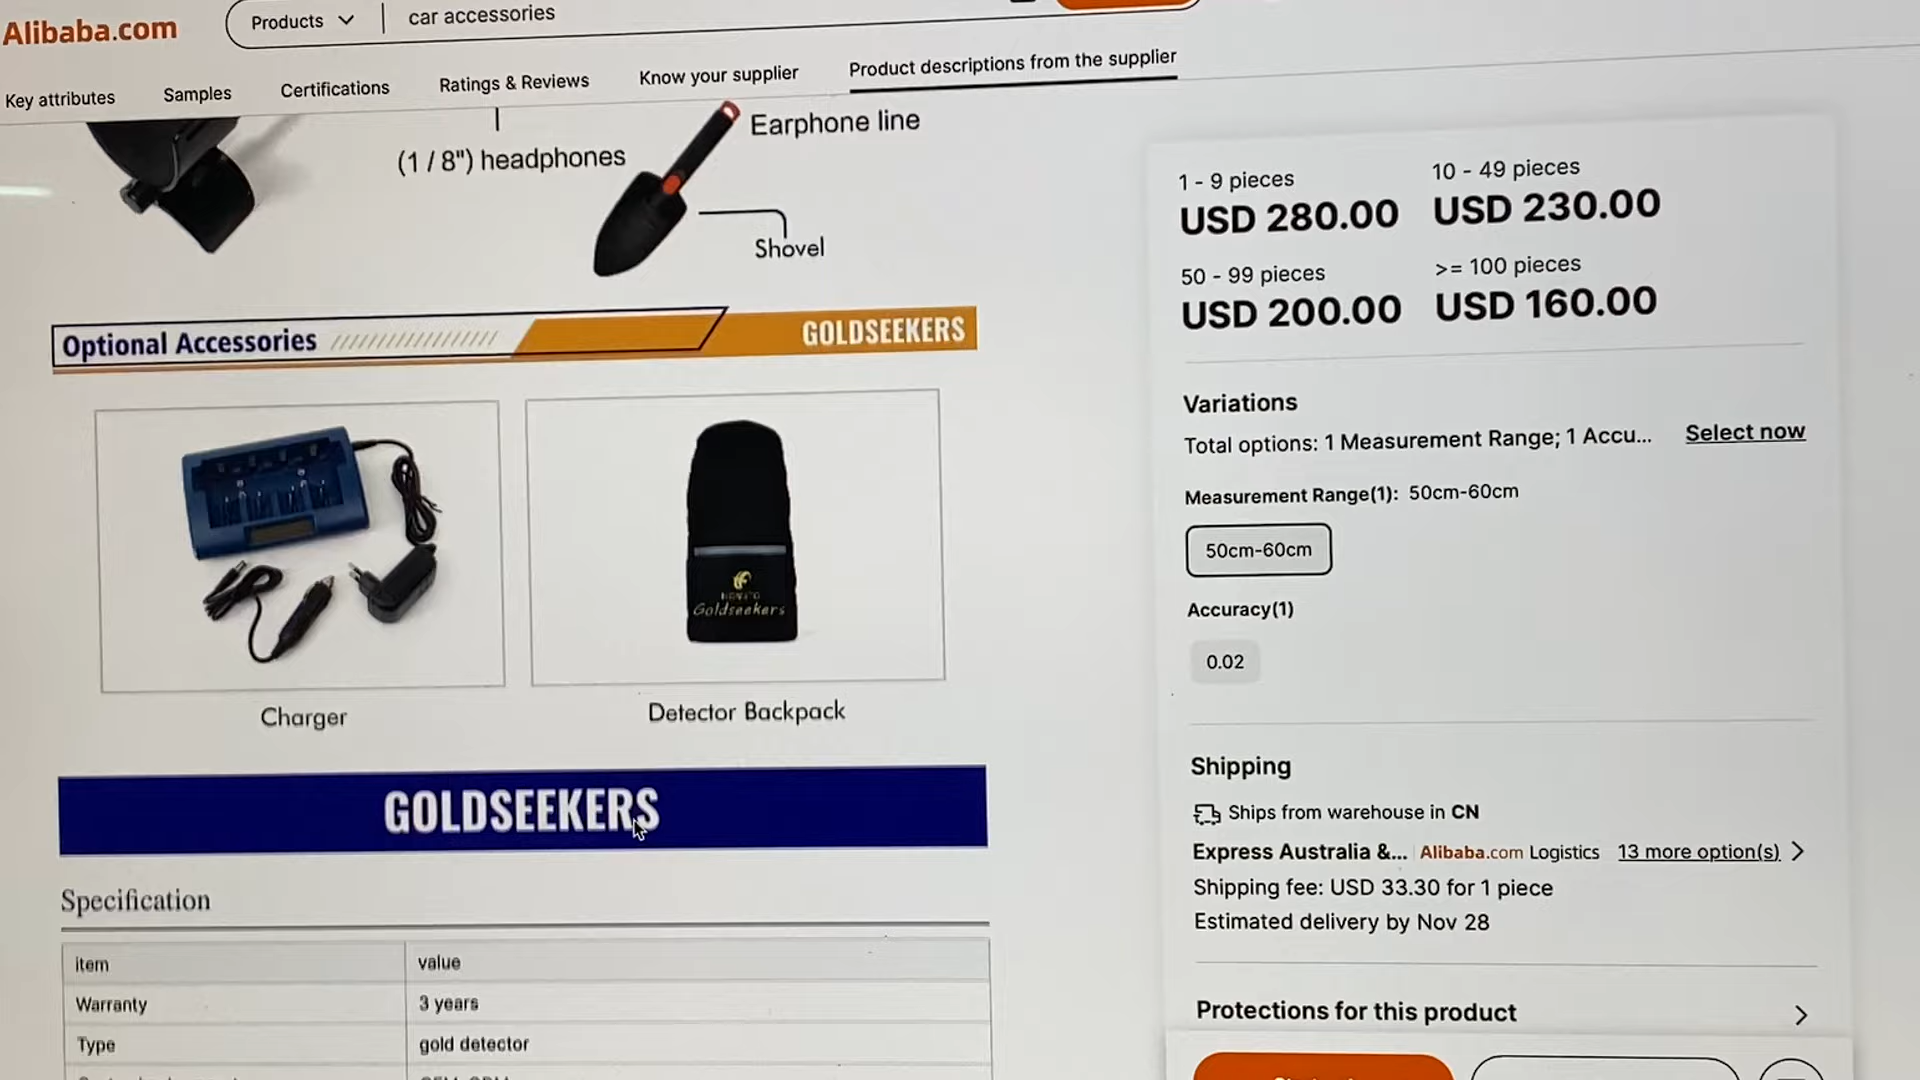 Alibaba.com
Products
car accessories
Key attributes
Samples
Certifications
Ratings & Reviews
Know your supplier
Product descriptions from the supplier
Earphone line
(1 / 8") headphones
Shovel
Optional Accessories
GOLDSEEKERS
Goldseekers
Charger
Detector Backpack
GOLDSEEKERS
Specification
item value
Warranty 3 years
Type gold detector
1 - 9 pieces
USD 280.00
10 - 49 pieces
USD 230.00
50 - 99 pieces
USD 200.00
>= 100 pieces
USD 160.00
Variations
Total options: 1 Measurement Range; 1 Accu...
Select now
Measurement Range(1): 50cm-60cm
50cm-60cm
Accuracy(1)
0.02
Shipping
Ships from warehouse in CN
Express Australia &... Alibaba.com Logistics 13 more option(s)
Shipping fee: USD 33.30 for 1 piece
Estimated delivery by Nov 28
Protections for this product